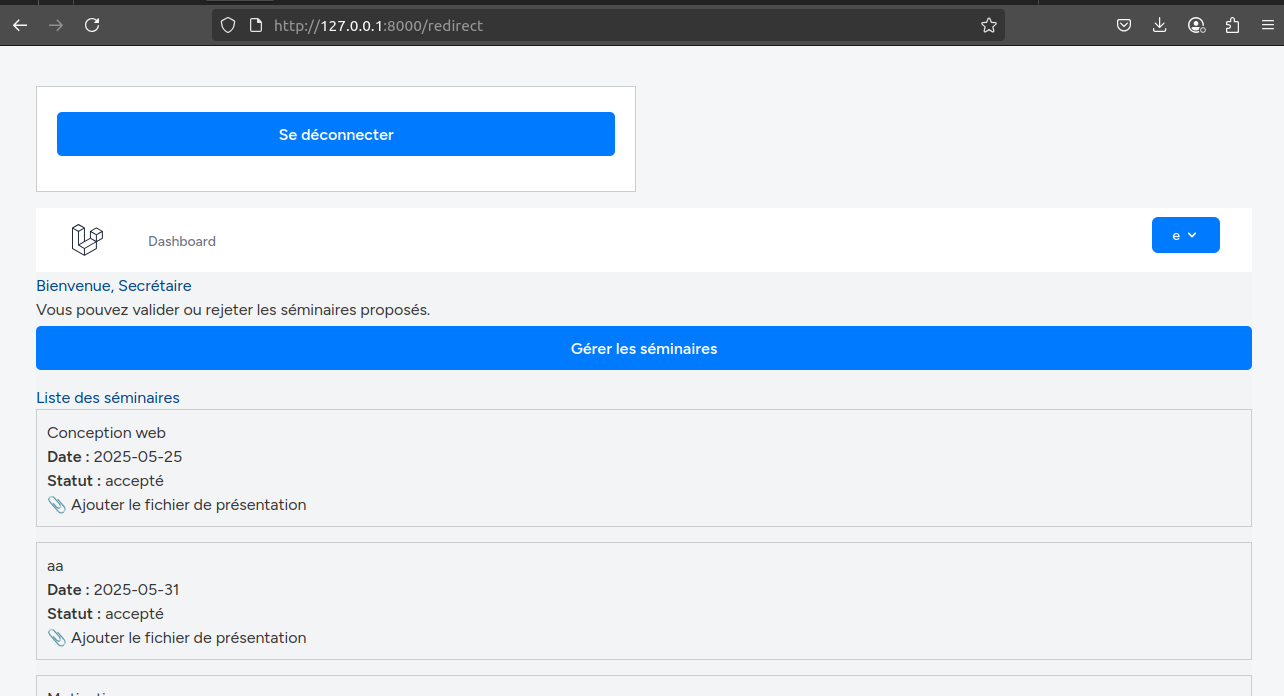 http://127.0.0.1:8000/redirect
Se déconnecter
Dashboard
e
Bienvenue, Secrétaire
Vous pouvez valider ou rejeter les séminaires proposés.
Gérer les séminaires
Liste des séminaires
Conception web
Date : 2025-05-25
Statut : accepté
📎 Ajouter le fichier de présentation
aa
Date : 2025-05-31
Statut : accepté
📎 Ajouter le fichier de présentation